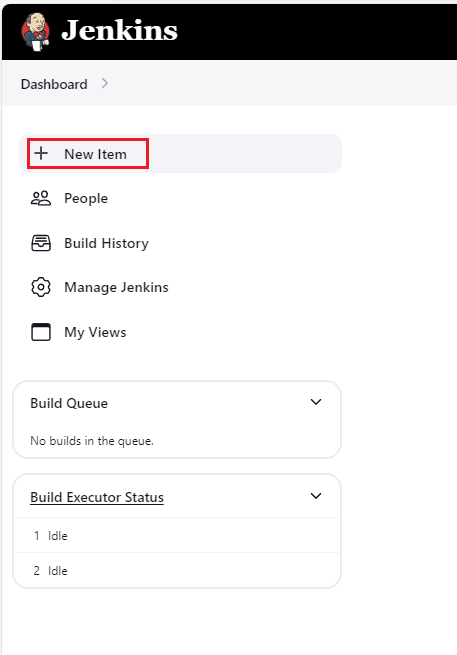 Jenkins
Dashboard
New Item
People
Build History
Manage Jenkins
My Views
Build Queue
No builds in the queue.
Build Executor Status
1 Idle
2 Idle